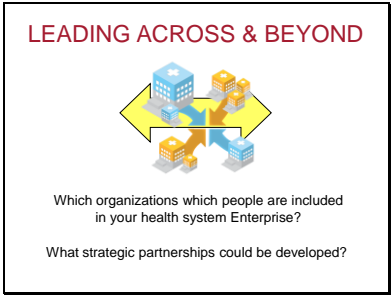 LEADING ACROSS & BEYOND
Which organizations which people are included
in your health system Enterprise?
What strategic partnerships could be developed?